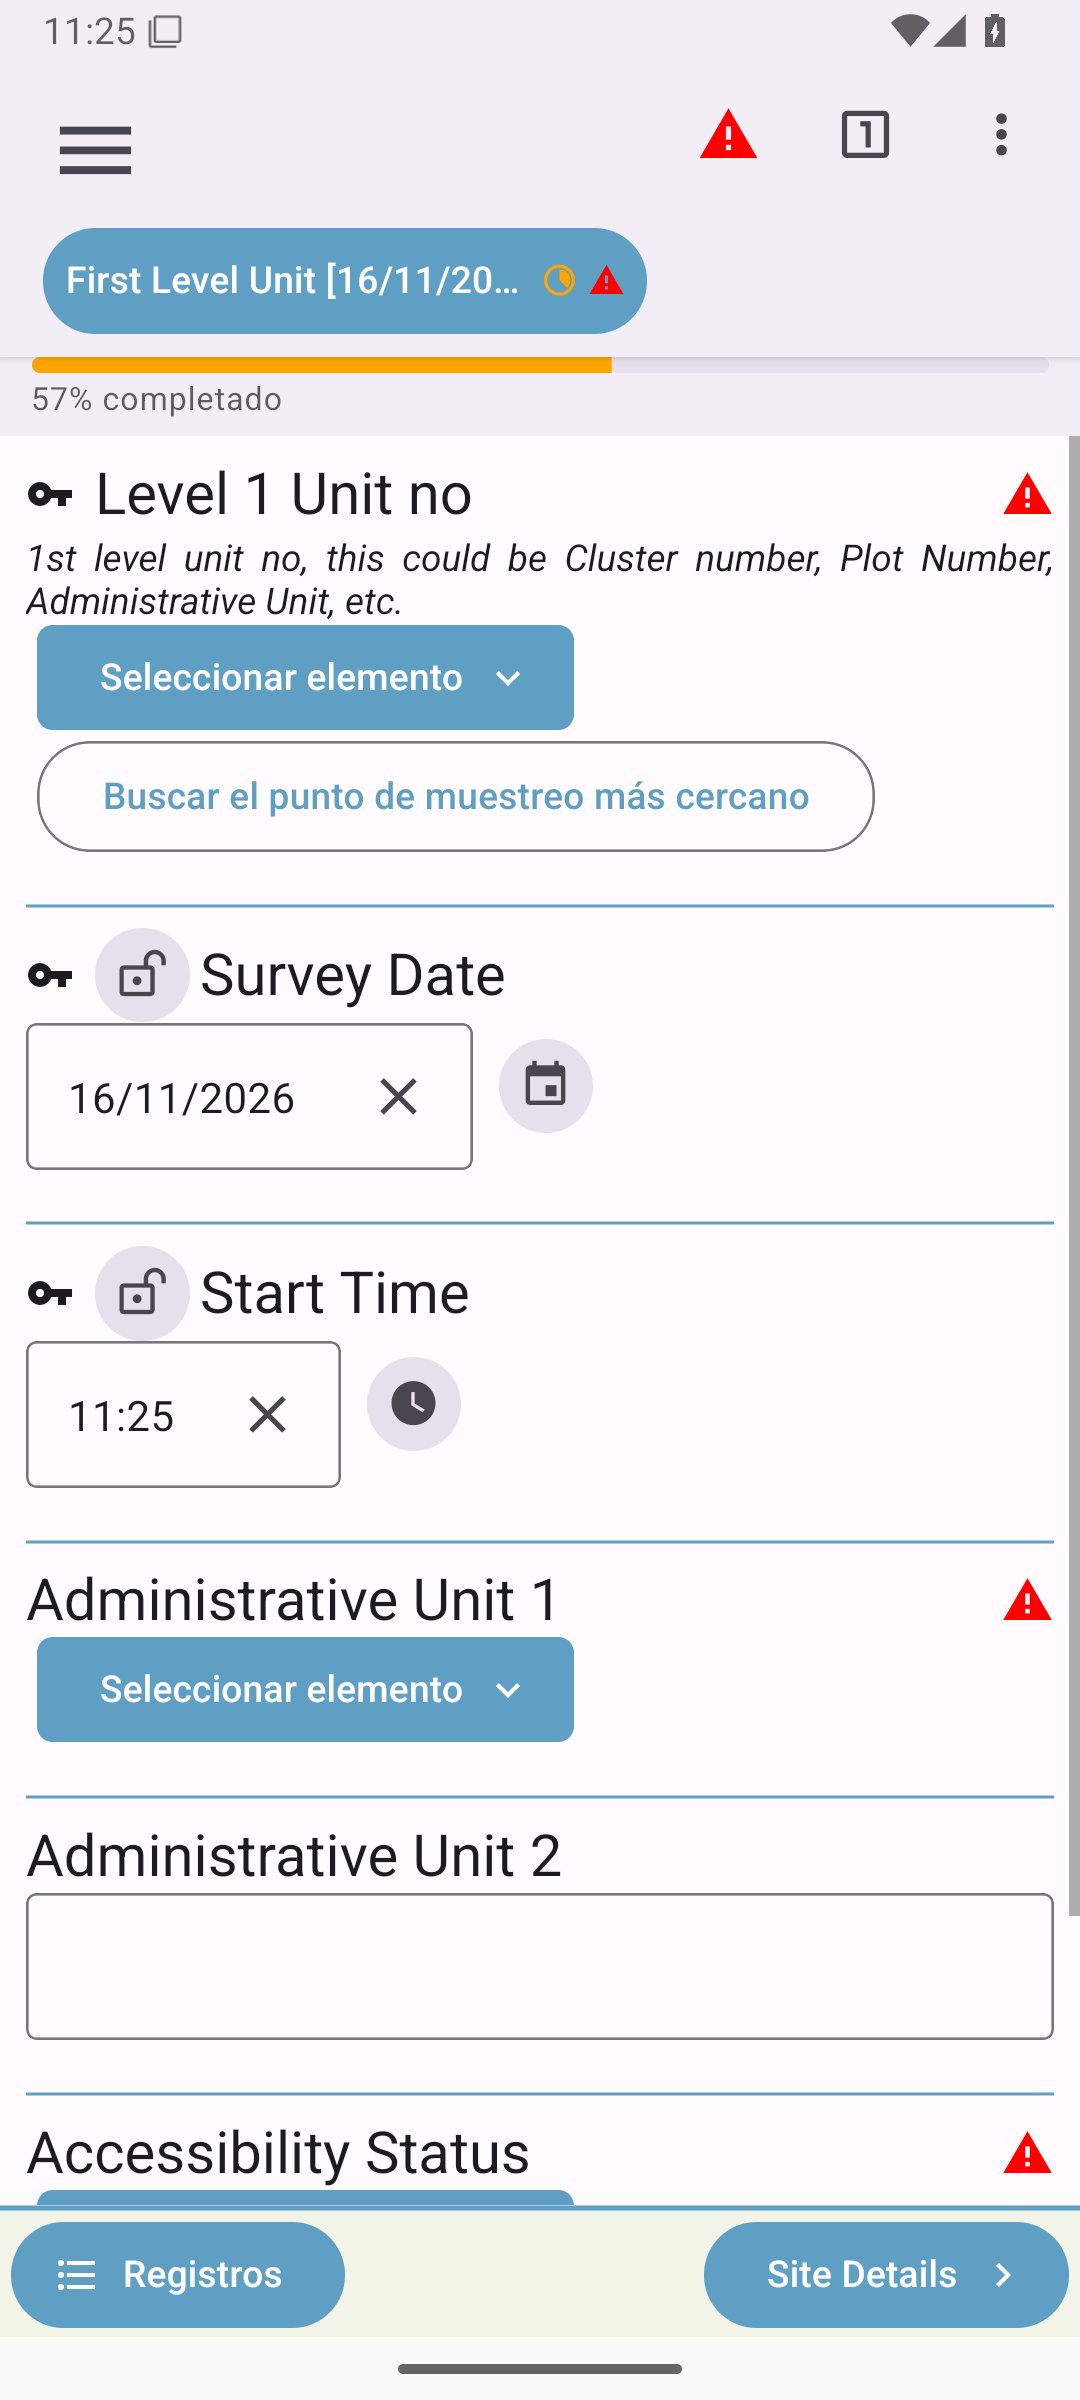 11:25
First Level Unit [16/11/20...
57% completado
Level 1 Unit no
1st level unit no, this could be Cluster number, Plot Number,
Administrative Unit, etc.
Seleccionar elemento
Buscar el punto de muestreo más cercano
Survey Date
16/11/2026
Start Time
11:25
Administrative Unit 1
Seleccionar elemento
Administrative Unit 2
Accessibility Status
Registros
Site Details